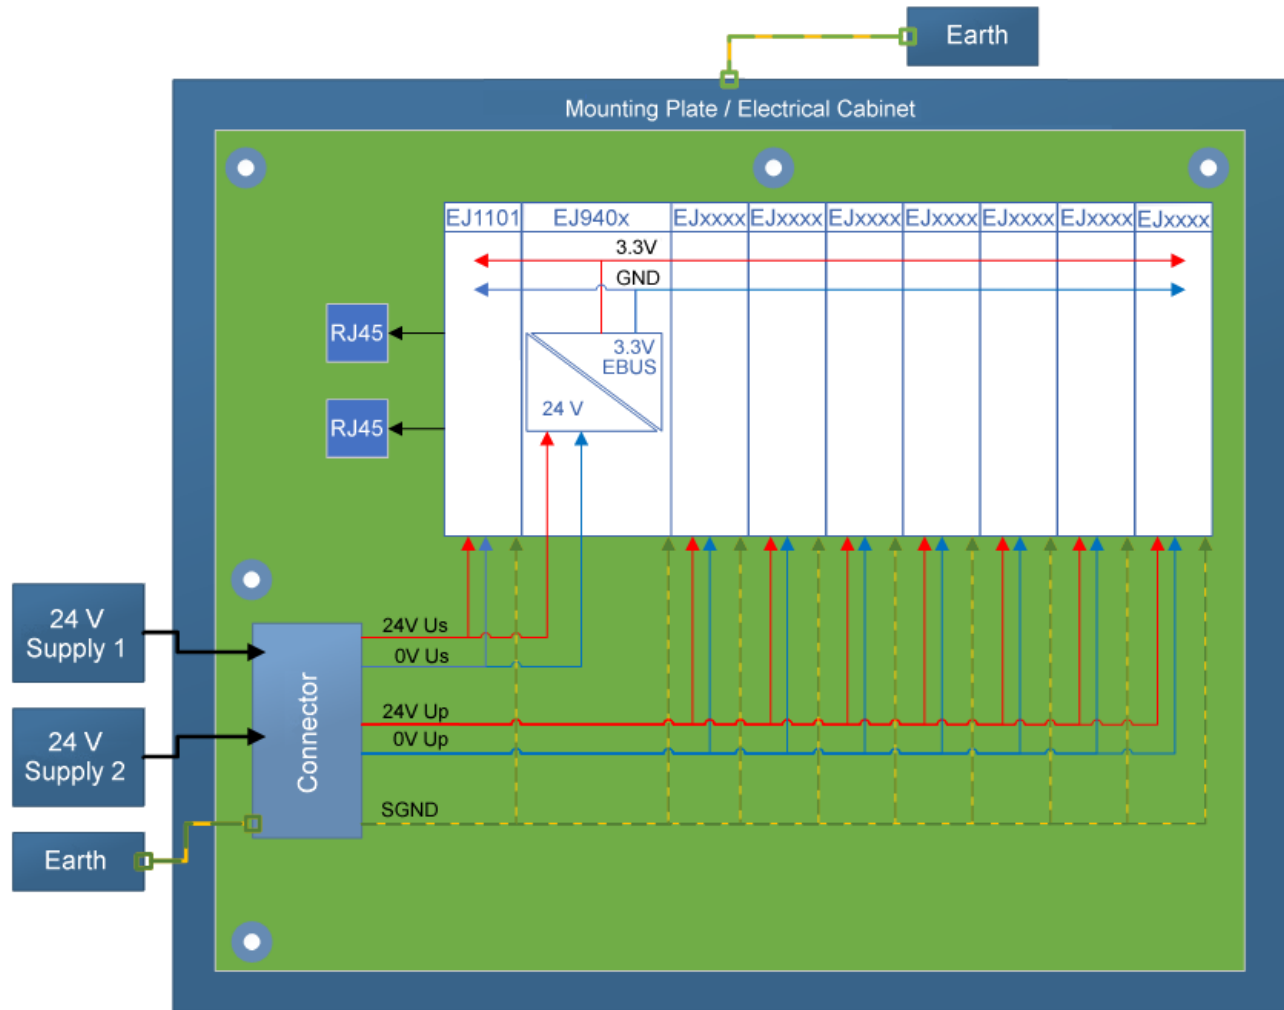 Earth
Mounting Plate / Electrical Cabinet
EJ1101 EJ940x EJxxxx EJxxxx EJxxxx EJxxxx EJxxxx EJxxxx EJxxxx
3.3V
GND
RJ45
3.3V
EBUS
24 V
RJ45
24 V
Supply 1
24V Us
0V Us
Connector
24V Up
0V Up
24 V
Supply 2
SGND
Earth